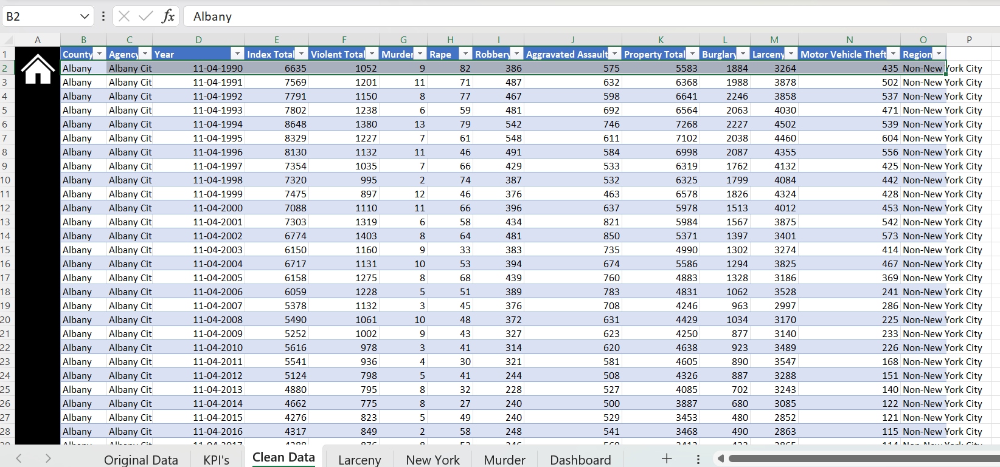 B2 fx Albany
A B C D E F G H I J K L M N O P
1 County Agency Year Index Total Violent Total Murder Rape Robbery Aggravated Assault Property Total Burglary Larceny Motor Vehicle Theft Region
2 Albany Albany Cit 11-04-1990 6635 1052 9 82 386 575 5583 1884 3264 435 Non-New York City
3 Albany Albany Cit 11-04-1991 7569 1201 11 71 487 632 6368 1988 3878 502 Non-New York City
4 Albany Albany Cit 11-04-1992 7791 1150 8 77 467 598 6641 2246 3858 537 Non-New York City
5 Albany Albany Cit 11-04-1993 7802 1238 6 59 481 692 6564 2063 4030 471 Non-New York City
6 Albany Albany Cit 11-04-1994 8648 1380 13 79 542 746 7268 2227 4502 539 Non-New York City
7 Albany Albany Cit 11-04-1995 8329 1227 7 61 548 611 7102 2038 4460 604 Non-New York City
8 Albany Albany Cit 11-04-1996 8130 1132 11 46 491 584 6998 2087 4355 556 Non-New York City
9 Albany Albany Cit 11-04-1997 7354 1035 7 66 429 533 6319 1762 4132 425 Non-New York City
10 Albany Albany Cit 11-04-1998 7320 995 2 74 387 532 6325 1799 4084 442 Non-New York City
11 Albany Albany Cit 11-04-1999 7475 897 12 46 376 463 6578 1826 4324 428 Non-New York City
12 Albany Albany Cit 11-04-2000 7088 1110 11 66 396 637 5978 1513 4012 453 Non-New York City
13 Albany Albany Cit 11-04-2001 7303 1319 6 58 434 821 5984 1567 3875 542 Non-New York City
14 Albany Albany Cit 11-04-2002 6774 1403 8 64 481 850 5371 1397 3401 573 Non-New York City
15 Albany Albany Cit 11-04-2003 6150 1160 9 33 383 735 4990 1302 3274 414 Non-New York City
16 Albany Albany Cit 11-04-2004 6717 1131 10 53 394 674 5586 1294 3825 467 Non-New York City
17 Albany Albany Cit 11-04-2005 6158 1275 8 68 439 760 4883 1328 3186 369 Non-New York City
18 Albany Albany Cit 11-04-2006 6059 1228 5 51 389 783 4831 1062 3528 241 Non-New York City
19 Albany Albany Cit 11-04-2007 5378 1132 3 45 376 708 4246 963 2997 286 Non-New York City
20 Albany Albany Cit 11-04-2008 5490 1061 10 48 372 631 4429 1034 3170 225 Non-New York City
21 Albany Albany Cit 11-04-2009 5252 1002 9 43 327 623 4250 877 3140 233 Non-New York City
22 Albany Albany Cit 11-04-2010 5616 978 3 41 314 620 4638 923 3489 226 Non-New York City
23 Albany Albany Cit 11-04-2011 5541 936 4 30 321 581 4605 890 3547 168 Non-New York City
24 Albany Albany Cit 11-04-2012 5124 798 5 41 244 508 4326 887 3288 151 Non-New York City
25 Albany Albany Cit 11-04-2013 4880 795 8 32 228 527 4085 702 3243 140 Non-New York City
26 Albany Albany Cit 11-04-2014 4662 775 8 27 240 500 3887 680 3085 122 Non-New York City
27 Albany Albany Cit 11-04-2015 4276 823 5 49 240 529 3453 480 2852 121 Non-New York City
28 Albany Albany Cit 11-04-2016 4317 849 2 58 248 541 3468 490 2863 115 Non-New York City
Original Data KPI's Clean Data Larceny New York Murder Dashboard